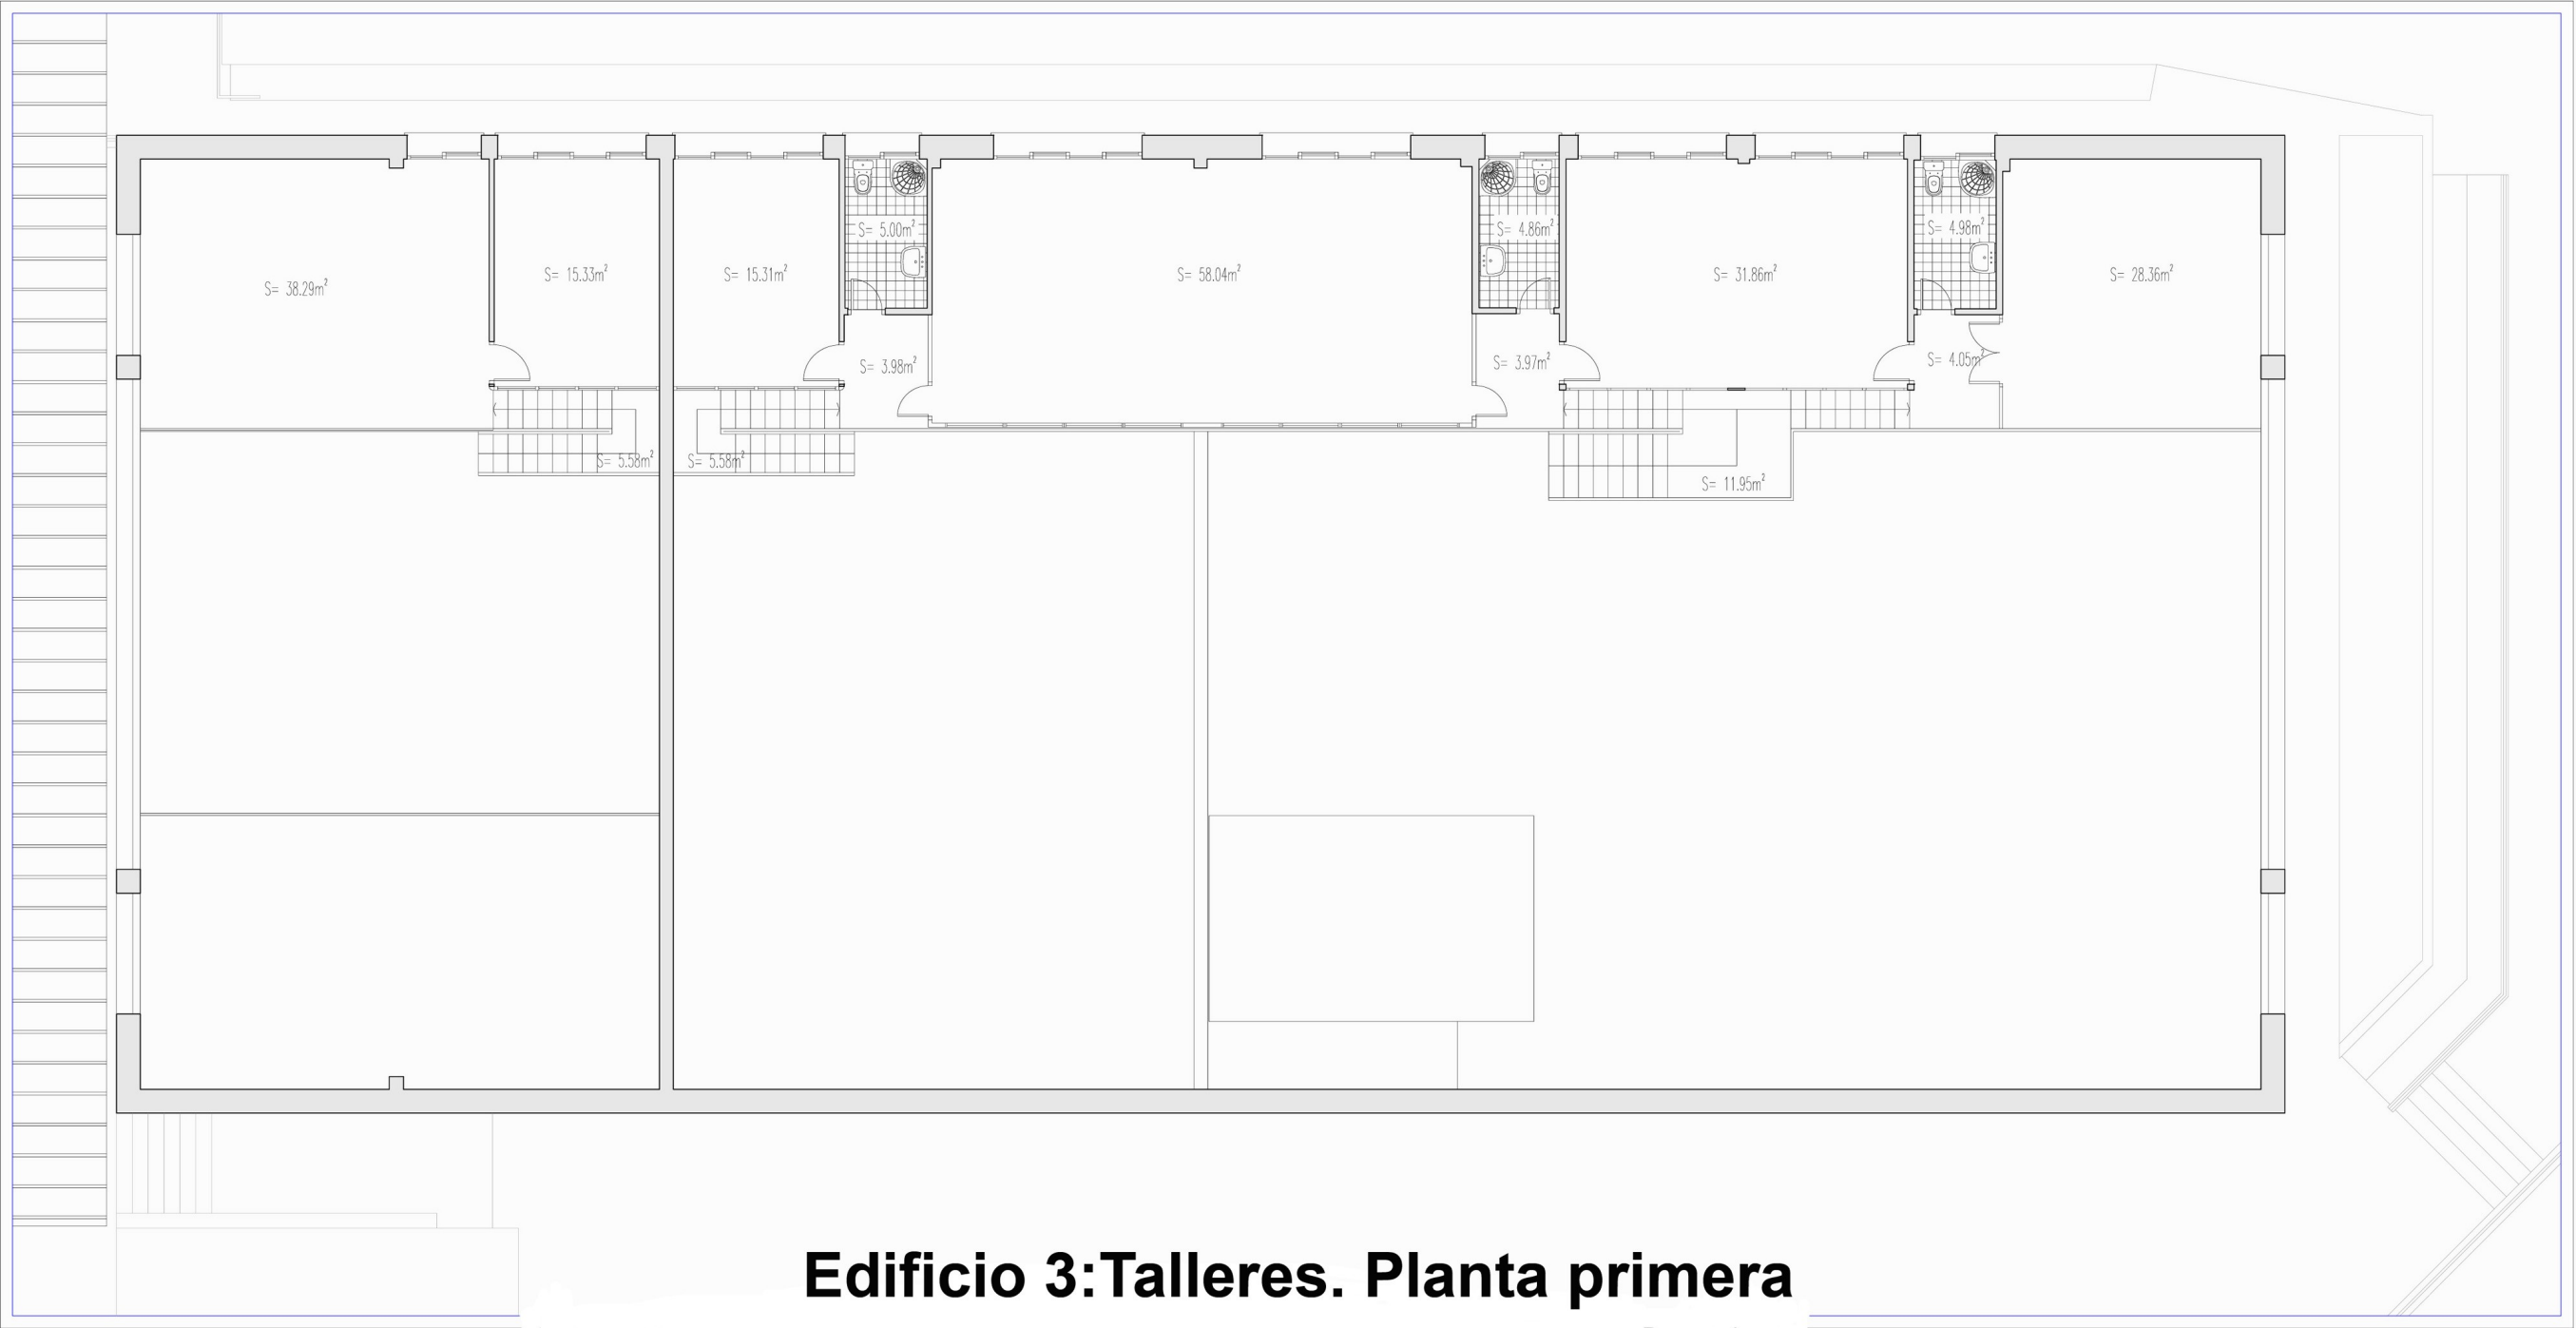 S= 38.29m²
S= 15.33m²
S= 15.31m²
S= 5.00m²
S= 58.04m²
S= 4.86m²
S= 31.86m²
S= 4.98m²
S= 28.36m²
S= 3.98m²
S= 3.97m²
S= 4.05m²
S= 5.58m²
S= 5.58m²
S= 11.95m²
Edificio 3:Talleres. Planta primera